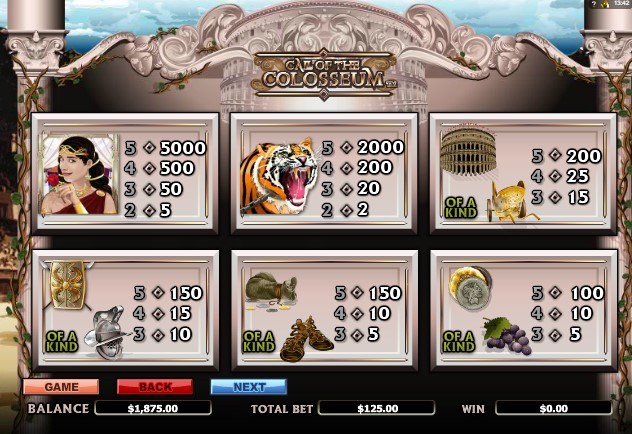 ? 13:42
CALL OF THE
COLOSSEUM
5 5000
4 500
3 50
2 5
5 2000
4 200
3 20
2 2
OF A
KIND
5 200
4 25
3 15
OF A
KIND
5 150
4 15
3 10
OF A
KIND
5 150
4 10
3 5
OF A
KIND
5 100
4 10
3 5
GAME BACK NEXT
BALANCE $1,875.00 TOTAL BET $125.00 WIN $0.00